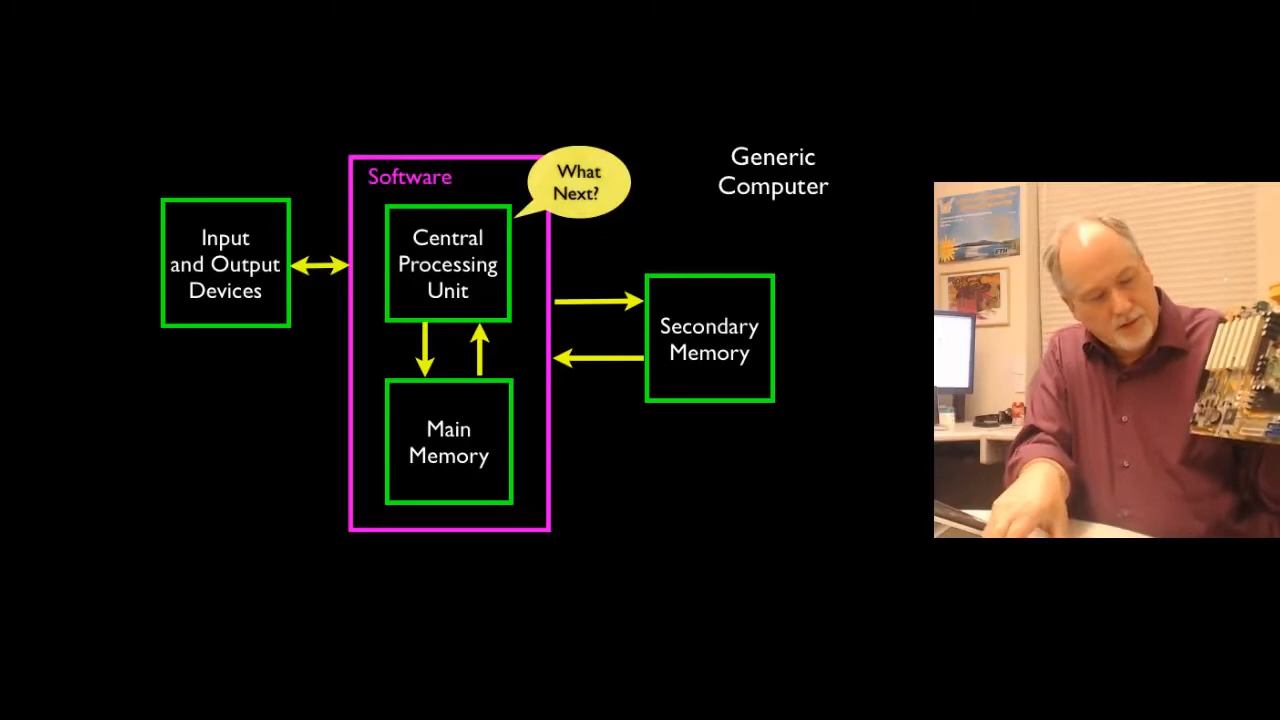 Generic
Computer
Software
What
Next?
Input
and Output
Devices
Central
Processing
Unit
Secondary
Memory
Main
Memory